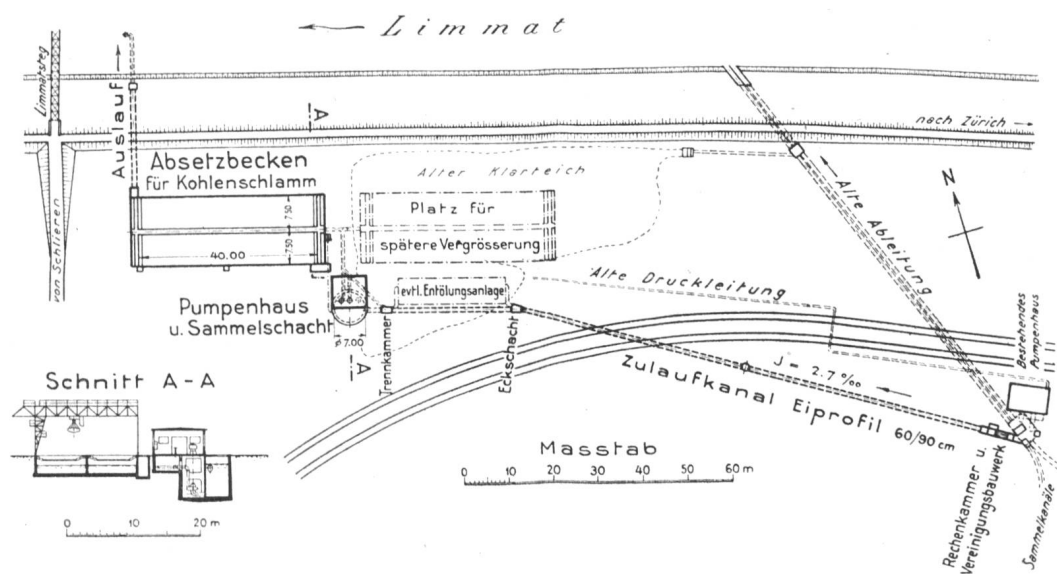 Limmat
Limmatsteg
Auslauf
A
nach Zürich
Absetzbecken
für Kohlenschlamm
Alter Klärteich
Platz für
spätere Vergrösserung
7.50
7.50
40.00
N
Alte Ableitung
von Schlieren
evtl. Entölungsanlage
Alte Druckleitung
Pumpenhaus
u. Sammelschacht
⌀ 7.00
A
Trennkammer
Eckschacht
Bestehendes
Pumpenhaus
J = 2.7 ‰
Zulaufkanal Eiprofil 60/90 cm
Schnitt A-A
Masstab
0 10 20 30 40 50 60 m
0 10 20 m
Rechenkammer u.
Vereinigungsbauwerk
Sammelkanäle